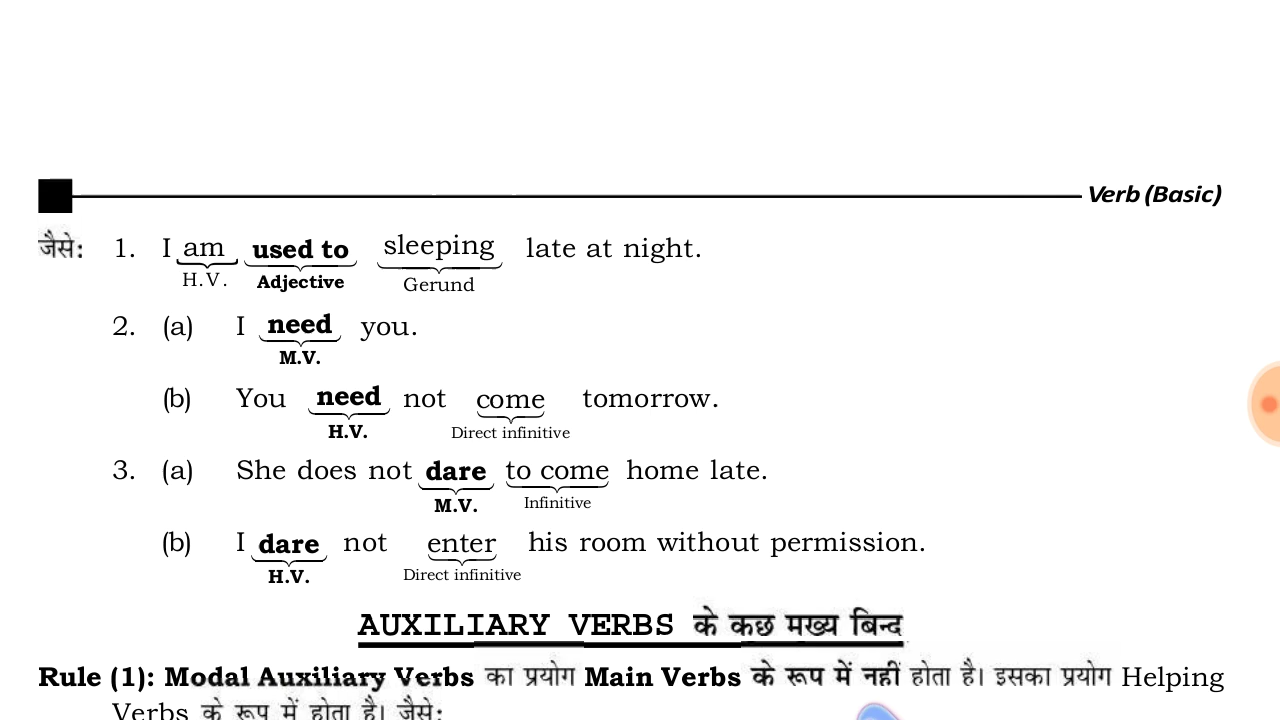 Verb (Basic)
जैसे: 1. I am used to sleeping late at night.
H.V. Adjective Gerund
2. (a) I need you.
M.V.
(b) You need not come tomorrow.
H.V. Direct infinitive
3. (a) She does not dare to come home late.
M.V. Infinitive
(b) I dare not enter his room without permission.
H.V. Direct infinitive
AUXILIARY VERBS के कछ मख्य बिन्द
Rule (1): Modal Auxiliary Verbs का प्रयोग Main Verbs के रूप में नहीं होता है। इसका प्रयोग Helping
Verbs के रूप में होता है। जैसे: